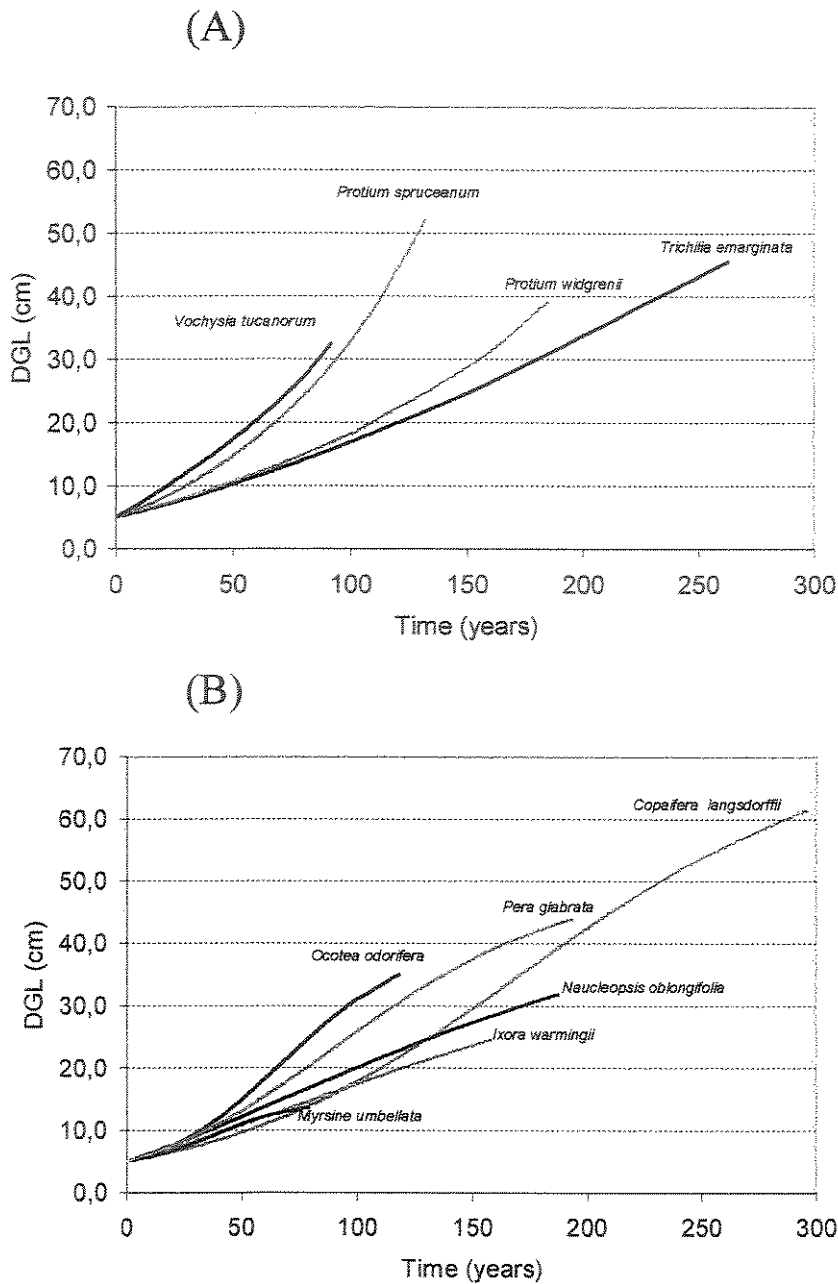 (A)
70,0
60,0
50,0
40,0
30,0
20,0
10,0
0,0
DGL (cm)
Protium spruceanum
Trichilia emarginata
Protium widgrenii
Vochysia tucanorum
0 50 100 150 200 250 300
Time (years)
(B)
70,0
60,0
50,0
40,0
30,0
20,0
10,0
0,0
DGL (cm)
Copaifera langsdorffii
Pera glabrata
Ocotea odorifera
Naucleopsis oblongifolia
Ixora warmingii
Myrsine umbellata
0 50 100 150 200 250 300
Time (years)